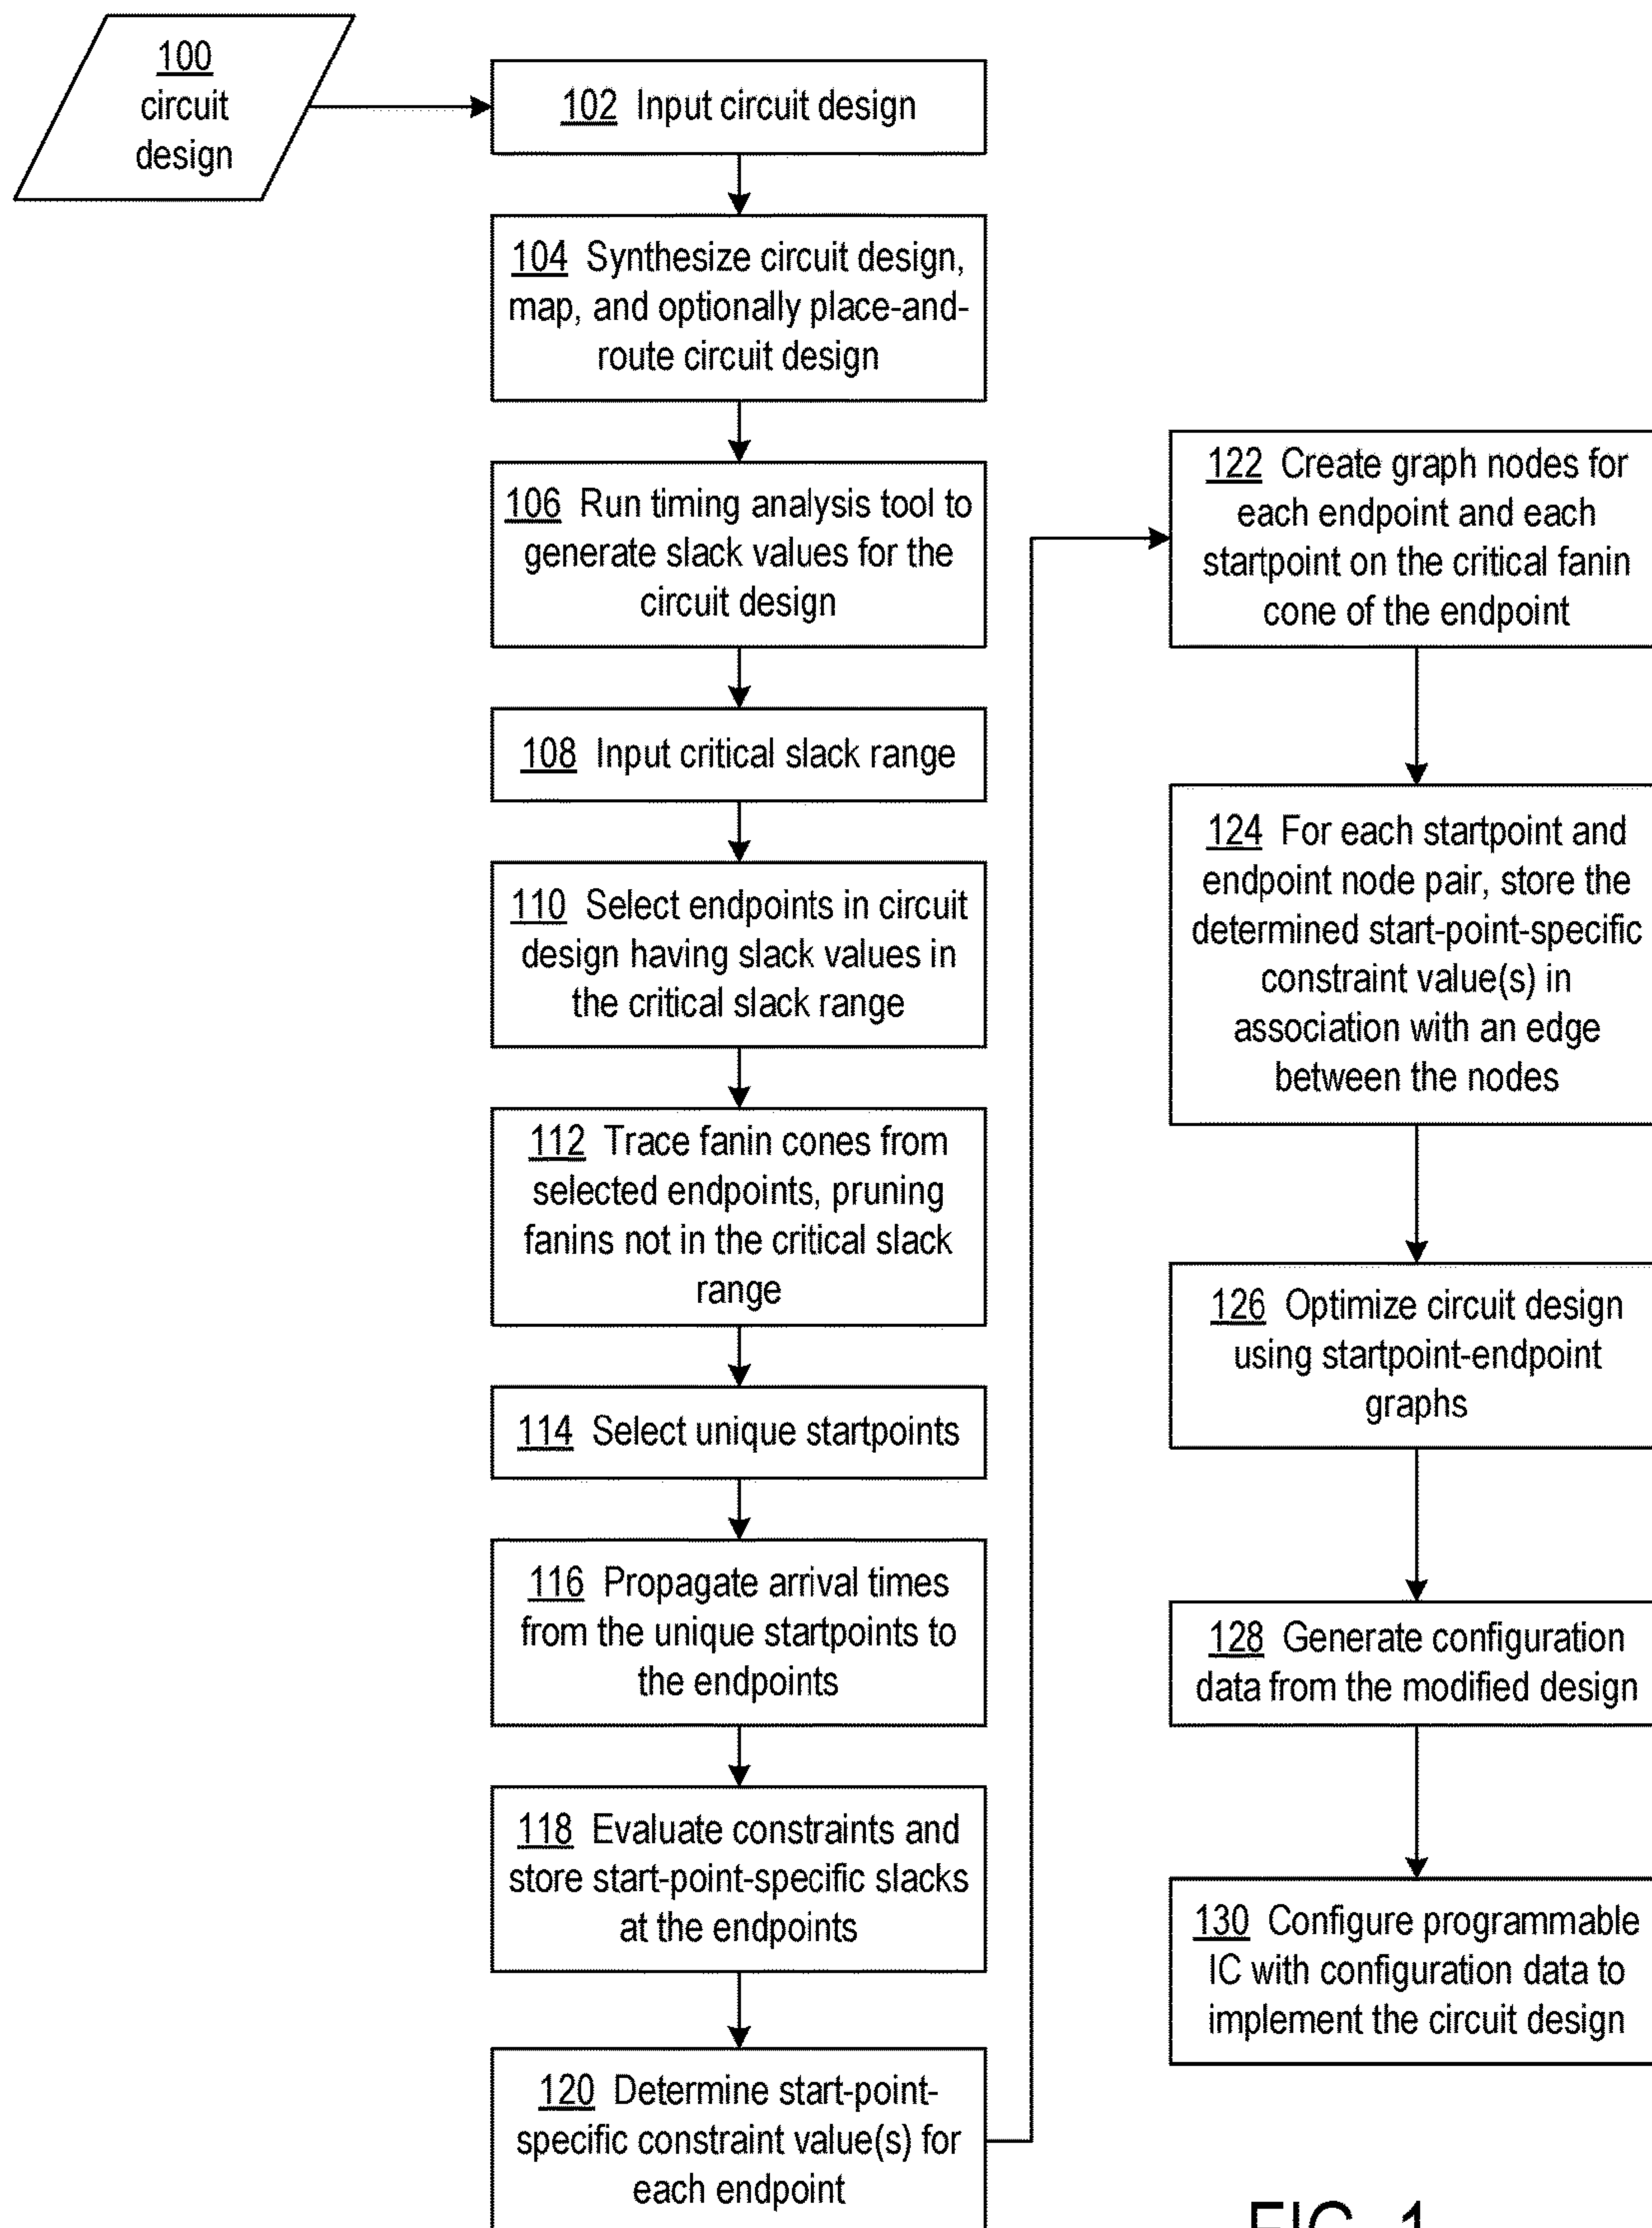 100
circuit
design
102 Input circuit design
104 Synthesize circuit design,
map, and optionally place-and-
route circuit design
106 Run timing analysis tool to
generate slack values for the
circuit design
108 Input critical slack range
110 Select endpoints in circuit
design having slack values in
the critical slack range
112 Trace fanin cones from
selected endpoints, pruning
fanins not in the critical slack
range
114 Select unique startpoints
116 Propagate arrival times
from the unique startpoints to
the endpoints
118 Evaluate constraints and
store start-point-specific slacks
at the endpoints
120 Determine start-point-
specific constraint value(s) for
each endpoint
122 Create graph nodes for
each endpoint and each
startpoint on the critical fanin
cone of the endpoint
124 For each startpoint and
endpoint node pair, store the
determined start-point-specific
constraint value(s) in
association with an edge
between the nodes
126 Optimize circuit design
using startpoint-endpoint
graphs
128 Generate configuration
data from the modified design
130 Configure programmable
IC with configuration data to
implement the circuit design
FIG. 1